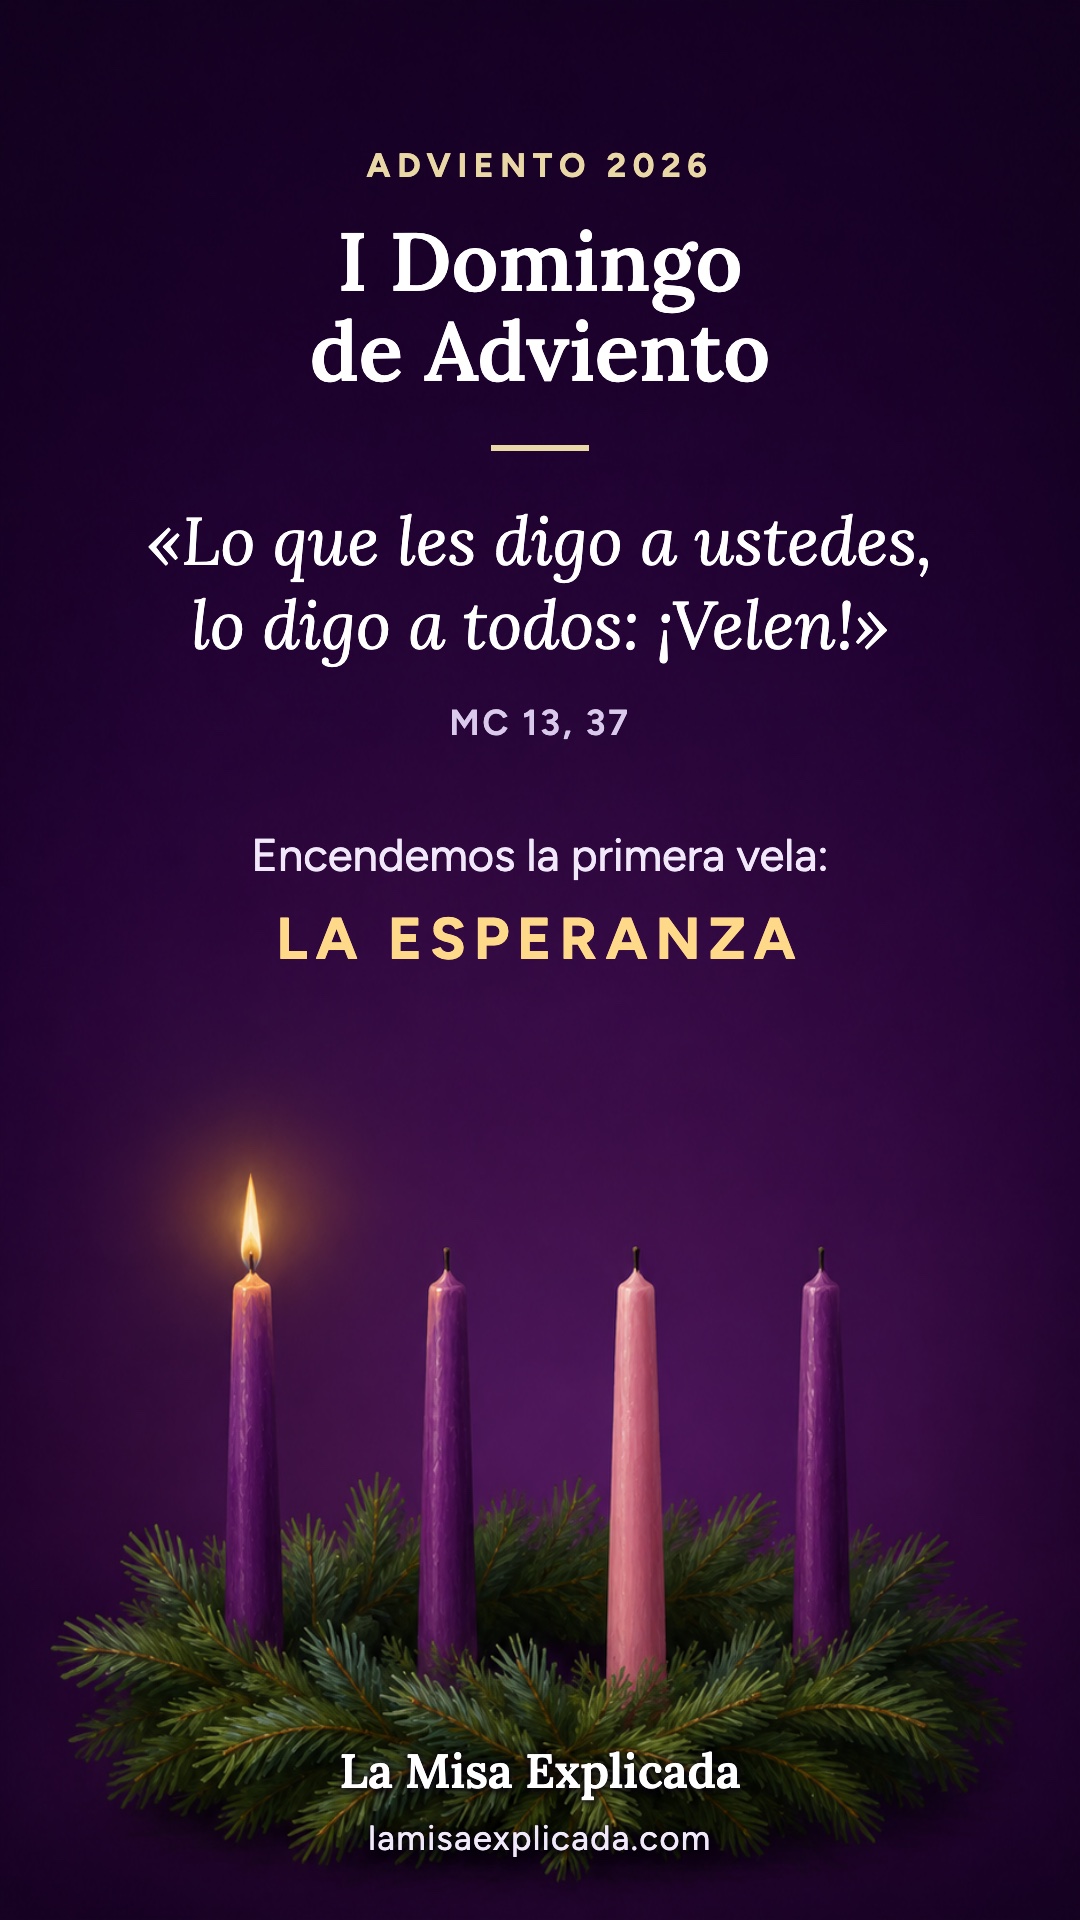 ADVIENTO 2026
I Domingo
de Adviento
«Lo que les digo a ustedes,
lo digo a todos: ¡Velen!»
MC 13, 37
Encendemos la primera vela:
LA ESPERANZA
La Misa Explicada
lamisaexplicada.com